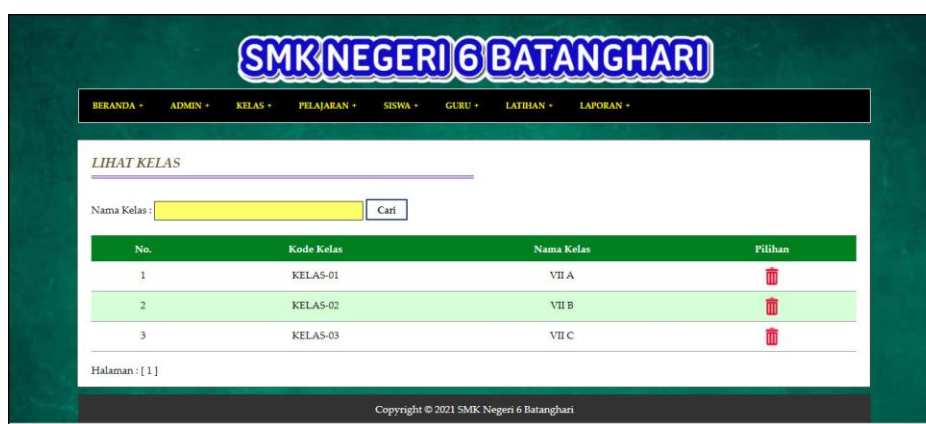 SMK NEGERI 6 BATANGHARI
BERANDA + ADMIN + KELAS + PELAJARAN + SISWA + GURU + LATIHAN + LAPORAN +
LIHAT KELAS
Nama Kelas : Cari
No. Kode Kelas Nama Kelas Pilihan
1 KELAS-01 VII A
2 KELAS-02 VII B
3 KELAS-03 VII C
Halaman : [ 1 ]
Copyright © 2021 SMK Negeri 6 Batanghari